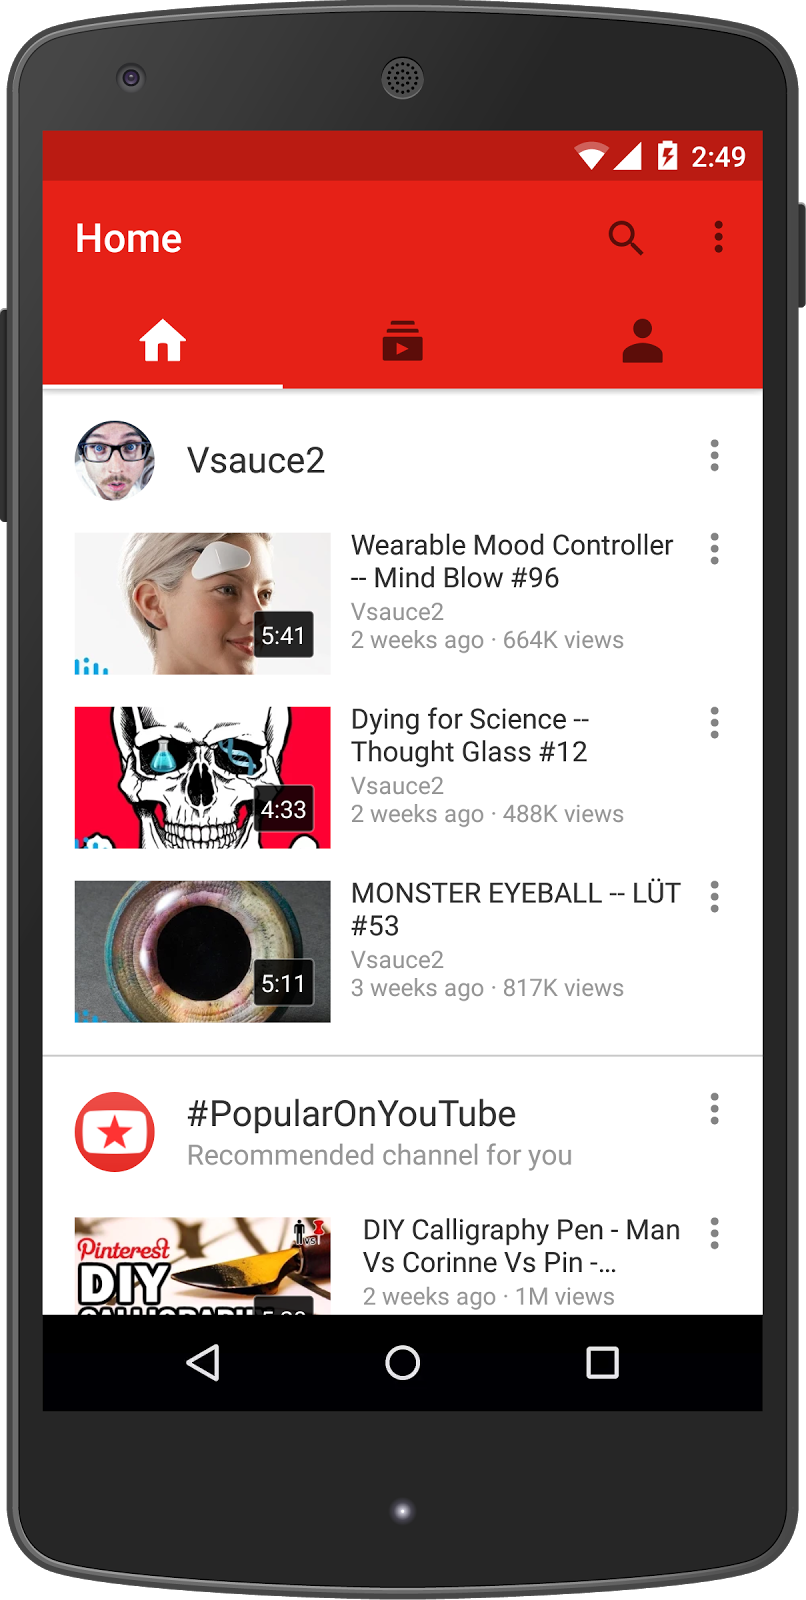 2:49
Home
Vsauce2
Wearable Mood Controller
-- Mind Blow #96
Vsauce2
2 weeks ago · 664K views
5:41
Dying for Science --
Thought Glass #12
Vsauce2
2 weeks ago · 488K views
4:33
MONSTER EYEBALL -- LÜT
#53
Vsauce2
3 weeks ago · 817K views
5:11
#PopularOnYouTube
Recommended channel for you
Pinterest
DIY
VS
DIY Calligraphy Pen - Man
Vs Corinne Vs Pin -...
2 weeks ago · 1M views